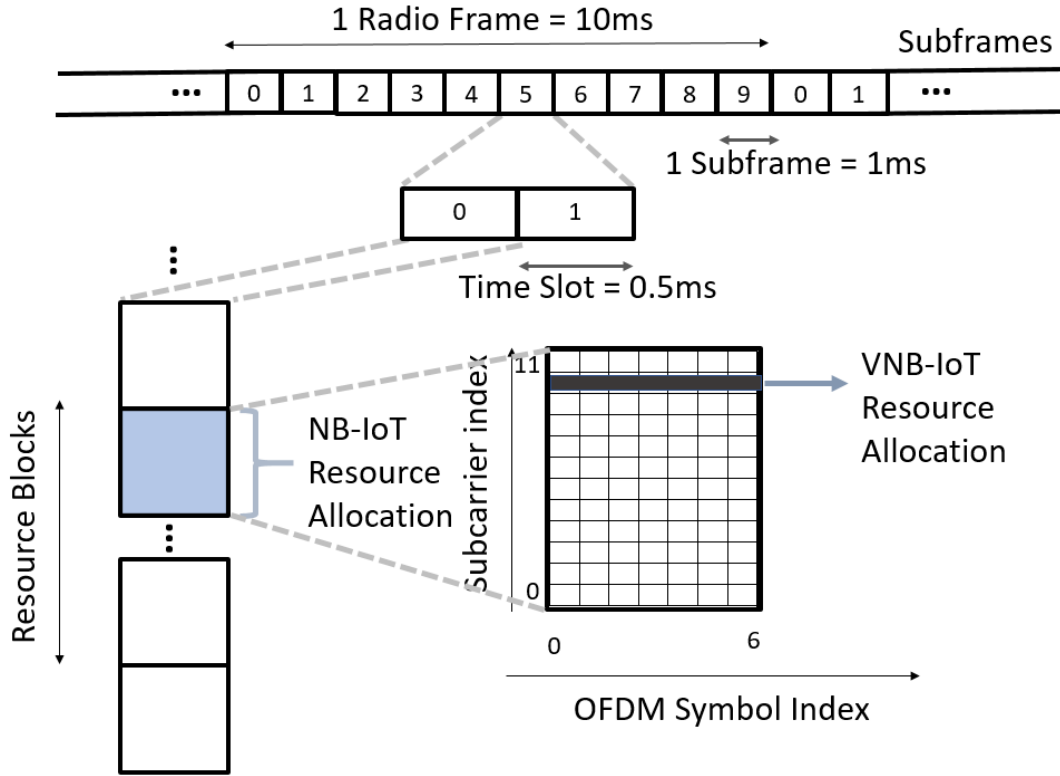 1 Radio Frame = 10ms
Subframes
... 0 1 2 3 4 5 6 7 8 9 0 1 ...
1 Subframe = 1ms
0 1
Time Slot = 0.5ms
Resource Blocks
NB-IoT
Resource
Allocation
Subcarrier index
11
0
0 6
OFDM Symbol Index
VNB-IoT
Resource
Allocation